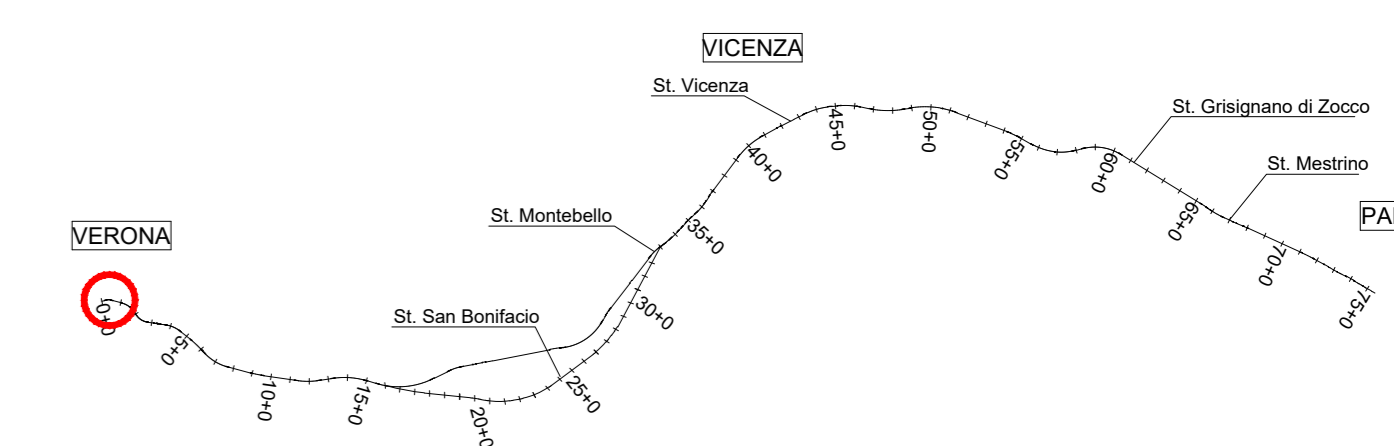 VICENZA
St. Vicenza
St. Grisignano di Zocco
St. Mestrino
45+0
50+0
55+0
60+0
40+0
65+0
St. Montebello
35+0
VERONA
PA
70+0
75+0
0+0
30+0
St. San Bonifacio
5+0
10+0
15+0
25+0
20+0